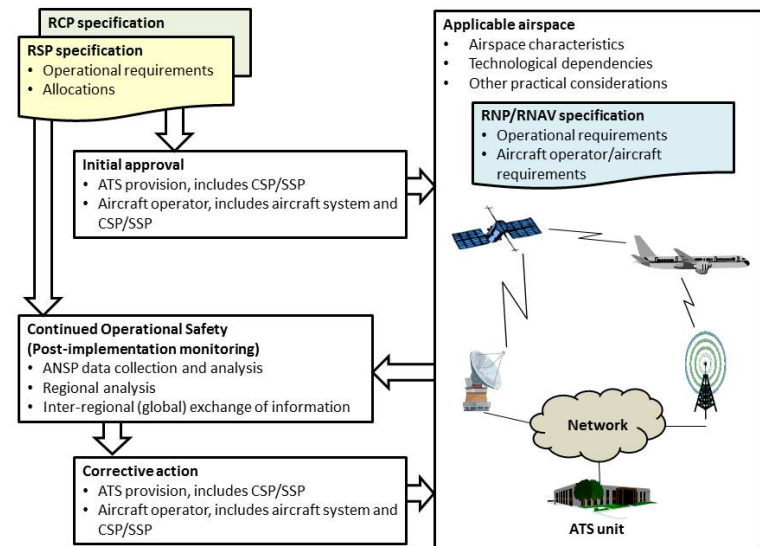 RCP specification
RSP specification
• Operational requirements
• Allocations
Initial approval
• ATS provision, includes CSP/SSP
• Aircraft operator, includes aircraft system and
CSP/SSP
Continued Operational Safety
(Post-implementation monitoring)
• ANSP data collection and analysis
• Regional analysis
• Inter-regional (global) exchange of information
Corrective action
• ATS provision, includes CSP/SSP
• Aircraft operator, includes aircraft system and
CSP/SSP
Applicable airspace
• Airspace characteristics
• Technological dependencies
• Other practical considerations
RNP/RNAV specification
• Operational requirements
• Aircraft operator/aircraft
requirements
Network
ATS unit